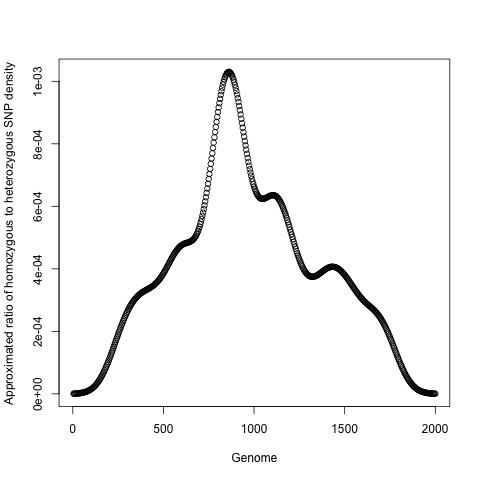 Approximated ratio of homozygous to heterozygous SNP density
1e-03
8e-04
6e-04
4e-04
2e-04
0e+00
0 500 1000 1500 2000
Genome